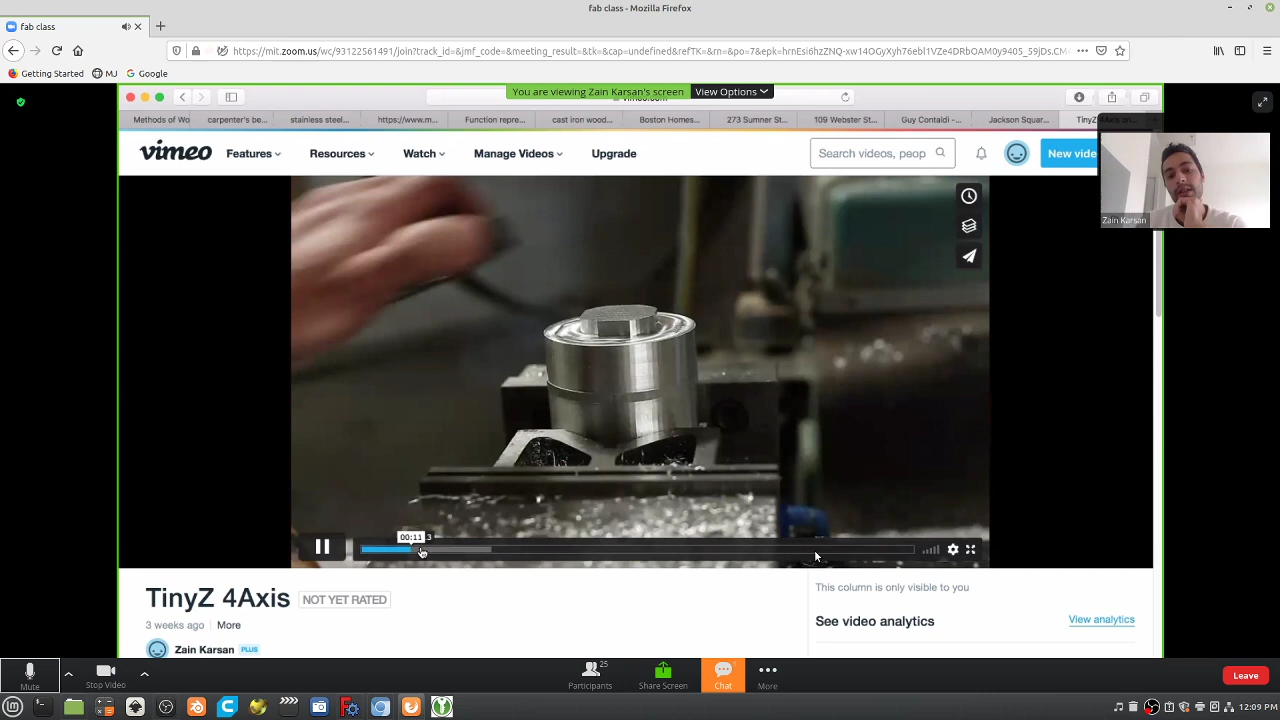 fab class - Mozilla Firefox
fab class
https://mit.zoom.us/wc/93122561491/join?track_id=&jmf_code=&meeting_result=&tk=&cap=undefined&refTK=&rn=&po=7&epk=hrnEsi6hzZNQ-xw14OGyXyh76ebl1VZe4DRbOAM0y9405_59jDs.CM
Getting Started
MJ
Google
You are viewing Zain Karsan's screen
View Options
Methods of Wo
carpenter's be...
stainless steel...
https://www.m...
Function repre...
cast iron wood...
Boston Homes...
273 Sumner St...
109 Webster St...
Guy Contaldi -...
Jackson Squar...
vimeo
Features
Resources
Watch
Manage Videos
Upgrade
Search videos, peop
New vide
Zain Karsan
00:11
TinyZ 4Axis
NOT YET RATED
3 weeks ago
More
Zain Karsan
PLUS
This column is only visible to you
See video analytics
View analytics
Mute
Stop Video
25
Participants
Share Screen
Chat
More
Leave
12:09 PM